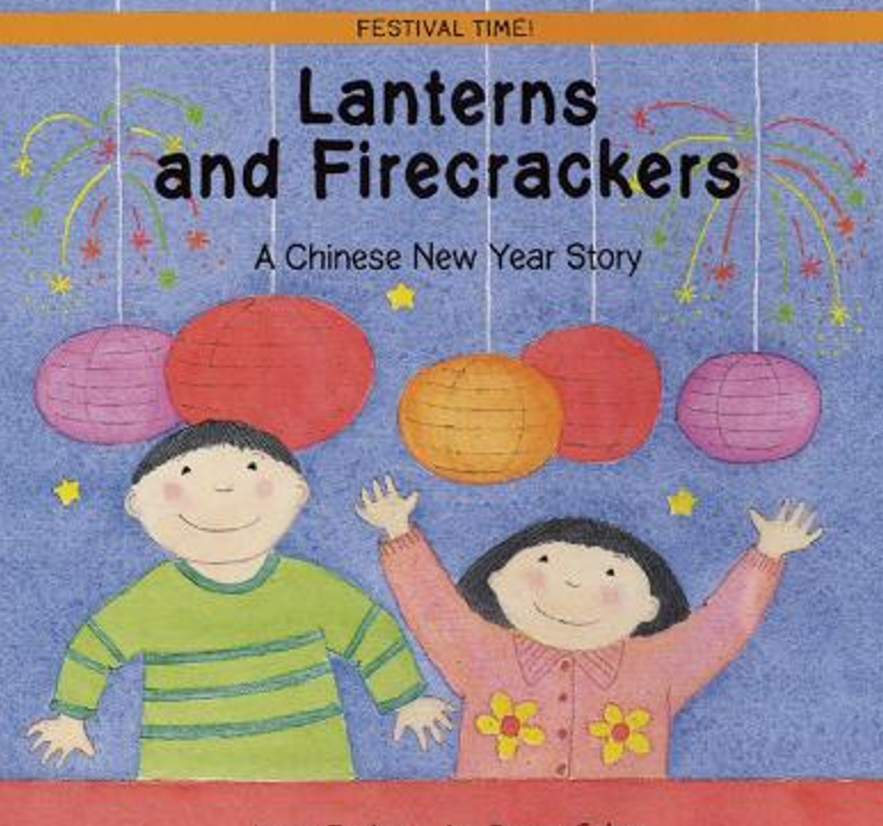 FESTIVAL TIME!
Lanterns
and Firecrackers
A Chinese New Year Story